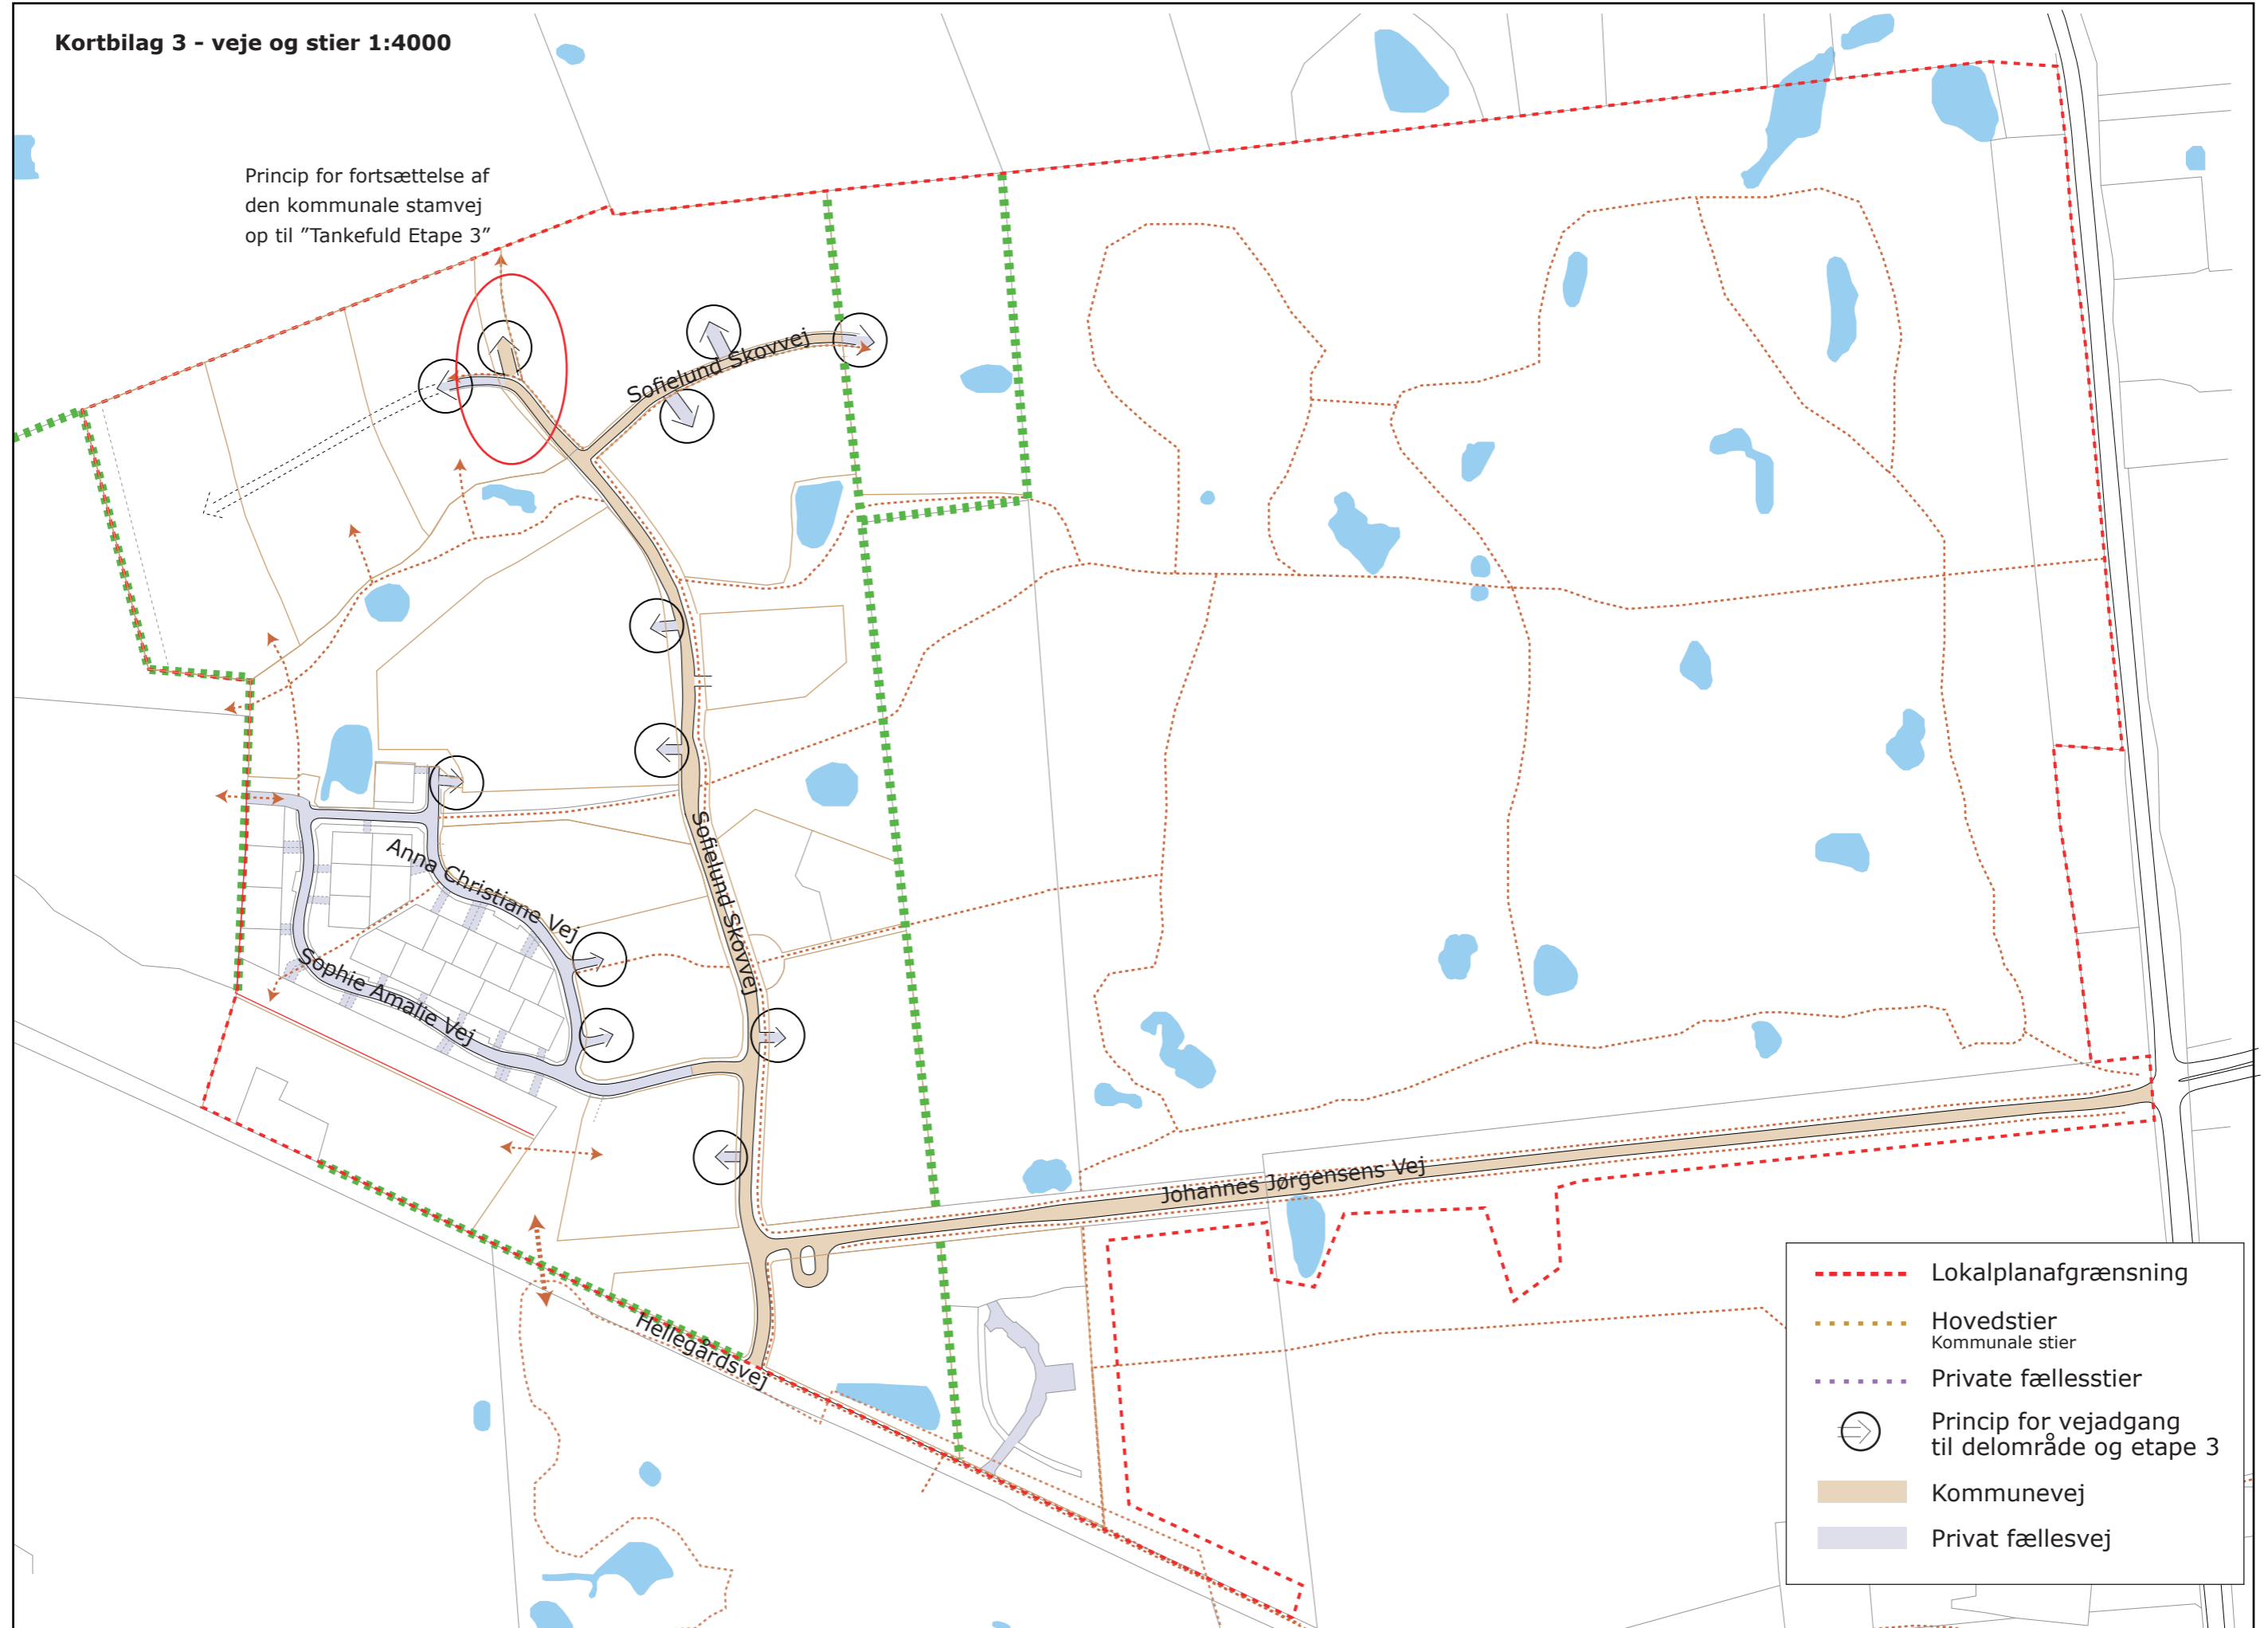 Kortbilag 3 - veje og stier 1:4000
Princip for fortsættelse af
den kommunale stamvej
op til ”Tankefuld Etape 3”
Sofielund Skovvej
Sofielund Skovvej
Anna Christiane Vej
Sophie Amalie Vej
Johannes Jørgensens Vej
Hellegårdsvej
Lokalplanafgrænsning
Hovedstier
Kommunale stier
Private fællesstier
Princip for vejadgang
til delområde og etape 3
Kommunevej
Privat fællesvej